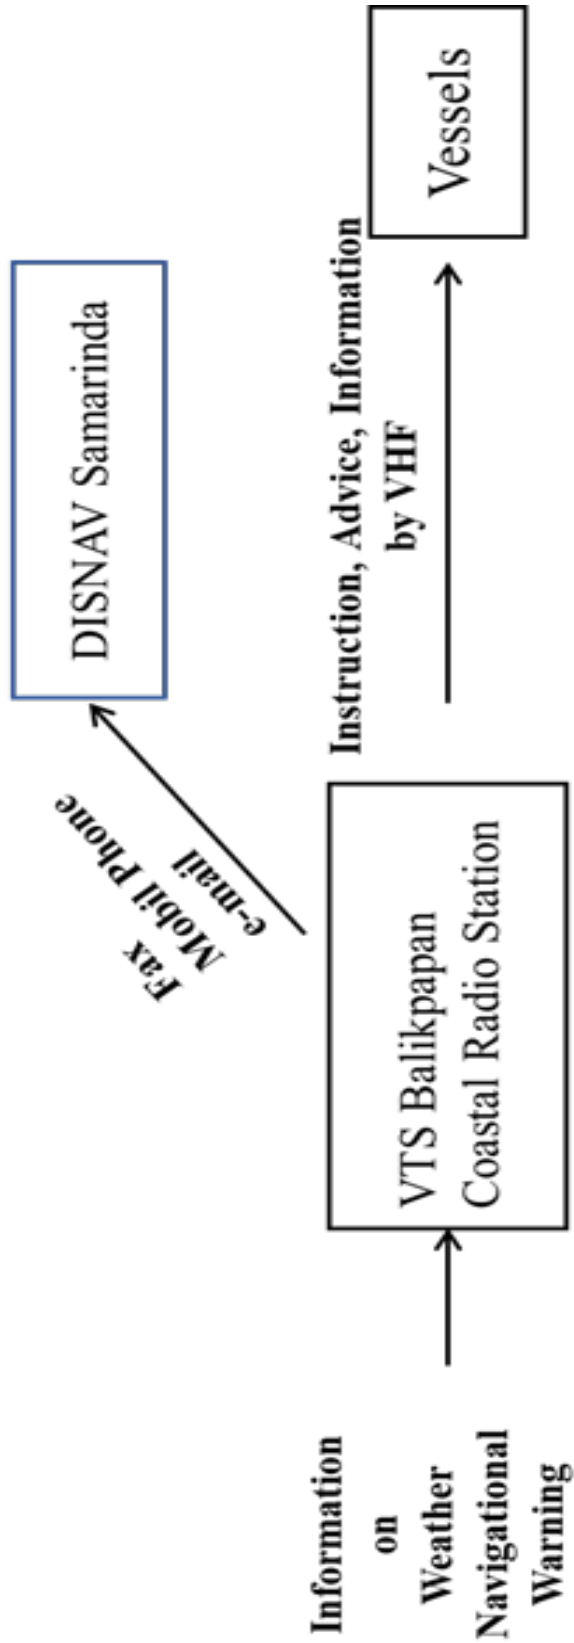 Information
on
Weather
Navigational
Warning
VTS Balikpapan
Coastal Radio Station
Fax
Mobil Phone
e-mail
DISNAV Samarinda
Instruction, Advice, Information
by VHF
Vessels